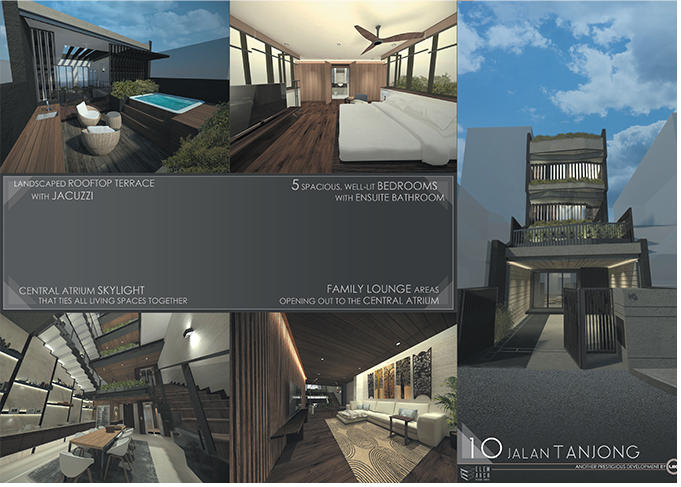 LANDSCAPED ROOFTOP TERRACE
WITH JACUZZI
5 SPACIOUS, WELL-LIT BEDROOMS
WITH ENSUITE BATHROOM
CENTRAL ATRIUM SKYLIGHT
THAT TIES ALL LIVING SPACES TOGETHER
FAMILY LOUNGE AREAS
OPENING OUT TO THE CENTRAL ATRIUM
10 JALAN TANJONG
ELEM
ARCH
ANOTHER PRESTIGIOUS DEVELOPMENT BY